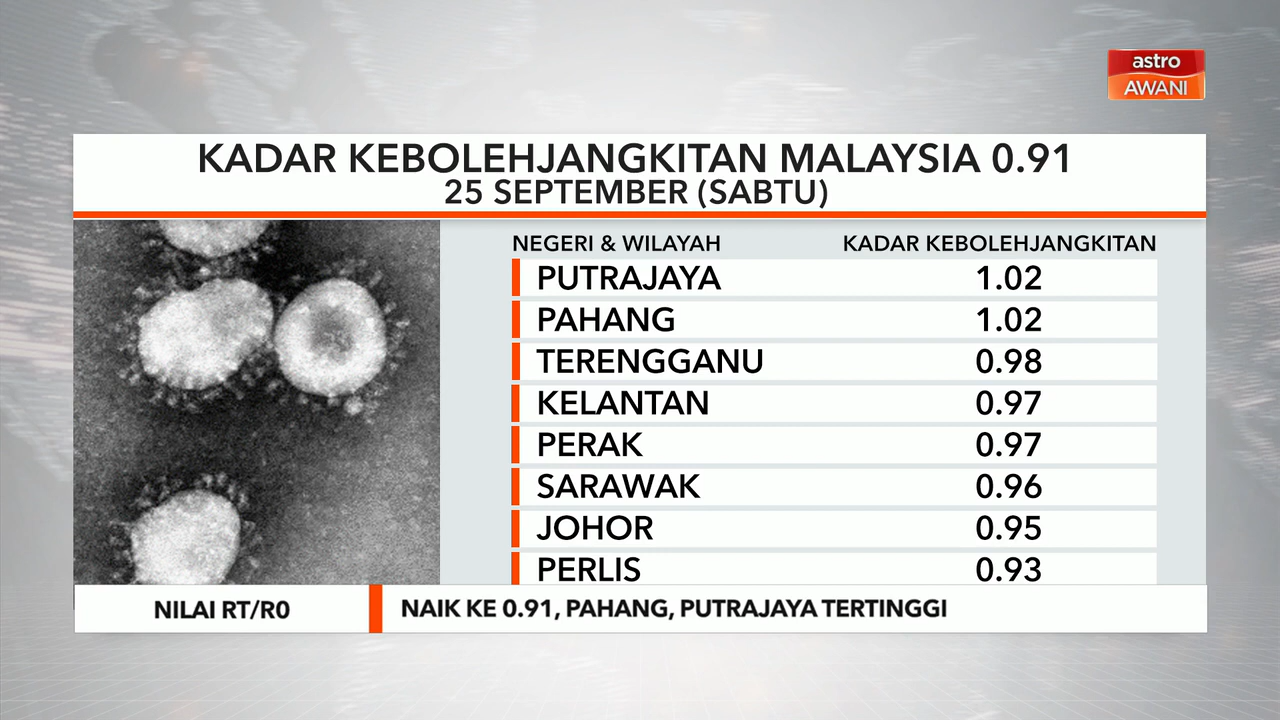 astro
AWANI
KADAR KEBOLEHJANGKITAN MALAYSIA 0.91
25 SEPTEMBER (SABTU)
NEGERI & WILAYAH KADAR KEBOLEHJANGKITAN
PUTRAJAYA 1.02
PAHANG 1.02
TERENGGANU 0.98
KELANTAN 0.97
PERAK 0.97
SARAWAK 0.96
JOHOR 0.95
PERLIS 0.93
NILAI RT/R0 NAIK KE 0.91, PAHANG, PUTRAJAYA TERTINGGI